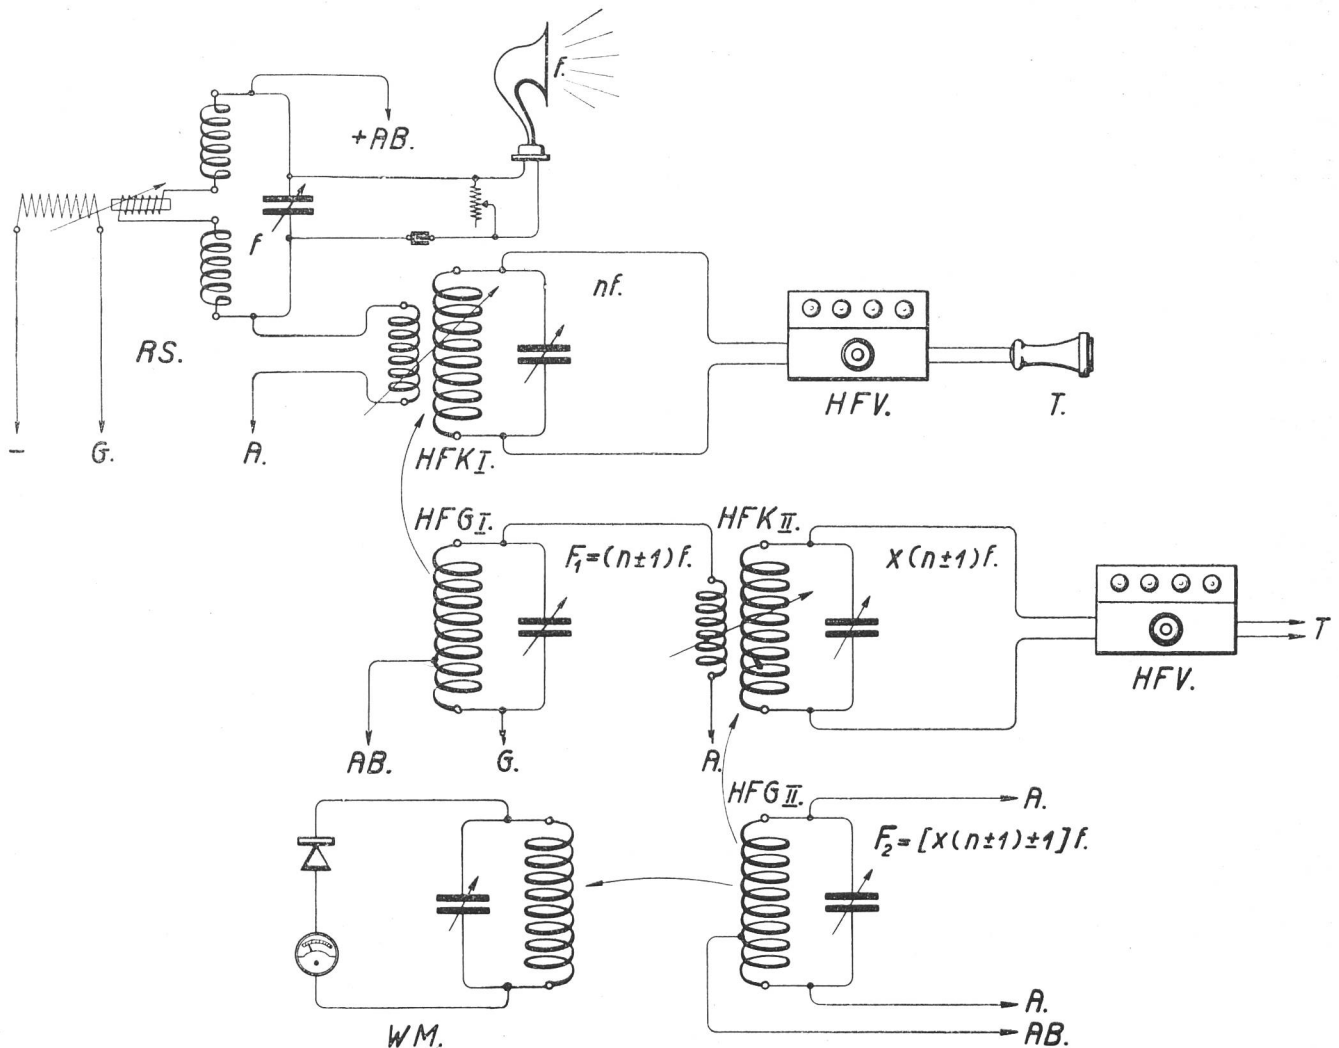 f.
+AB.
f
nf.
RS.
HFV.
T.
-
G.
A.
HFK I.
HFG I.
F₁=(n±1)f.
HFK II.
X(n±1)f.
T
HFV.
AB.
G.
A.
HFG II.
A.
F₂=[X(n±1)±1]f.
A.
AB.
WM.